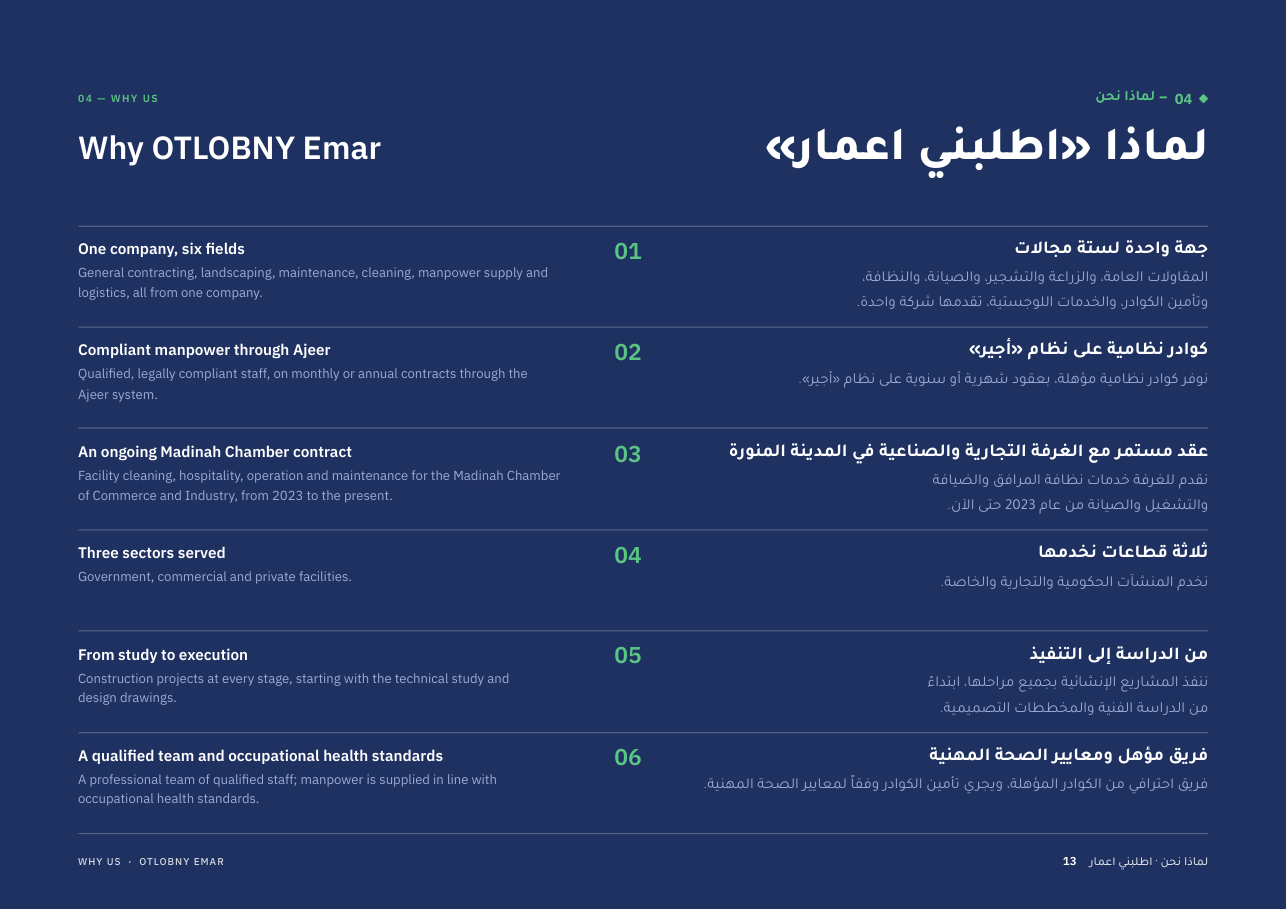 04 — WHY US
◆ 04 – لماذا نحن
Why OTLOBNY Emar
لماذا «اطلبني اعمار»
One company, six fields
General contracting, landscaping, maintenance, cleaning, manpower supply and
logistics, all from one company.
01
جهة واحدة لستة مجالات
المقاولات العامة، والزراعة والتشجير، والصيانة، والنظافة،
وتأمين الكوادر، والخدمات اللوجستية، تقدمها شركة واحدة.
Compliant manpower through Ajeer
Qualified, legally compliant staff, on monthly or annual contracts through the
Ajeer system.
02
كوادر نظامية على نظام «أجير»
نوفر كوادر نظامية مؤهلة، بعقود شهرية أو سنوية على نظام «أجير».
An ongoing Madinah Chamber contract
Facility cleaning, hospitality, operation and maintenance for the Madinah Chamber
of Commerce and Industry, from 2023 to the present.
03
عقد مستمر مع الغرفة التجارية والصناعية في المدينة المنورة
نقدم للغرفة خدمات نظافة المرافق والضيافة
والتشغيل والصيانة من عام 2023 حتى الآن.
Three sectors served
Government, commercial and private facilities.
04
ثلاثة قطاعات نخدمها
نخدم المنشآت الحكومية والتجارية والخاصة.
From study to execution
Construction projects at every stage, starting with the technical study and
design drawings.
05
من الدراسة إلى التنفيذ
ننفذ المشاريع الإنشائية بجميع مراحلها، ابتداءً
من الدراسة الفنية والمخططات التصميمية.
A qualified team and occupational health standards
A professional team of qualified staff; manpower is supplied in line with
occupational health standards.
06
فريق مؤهل ومعايير الصحة المهنية
فريق احترافي من الكوادر المؤهلة، ويجري تأمين الكوادر وفقاً لمعايير الصحة المهنية.
WHY US · OTLOBNY EMAR
لماذا نحن · اطلبني اعمار 13